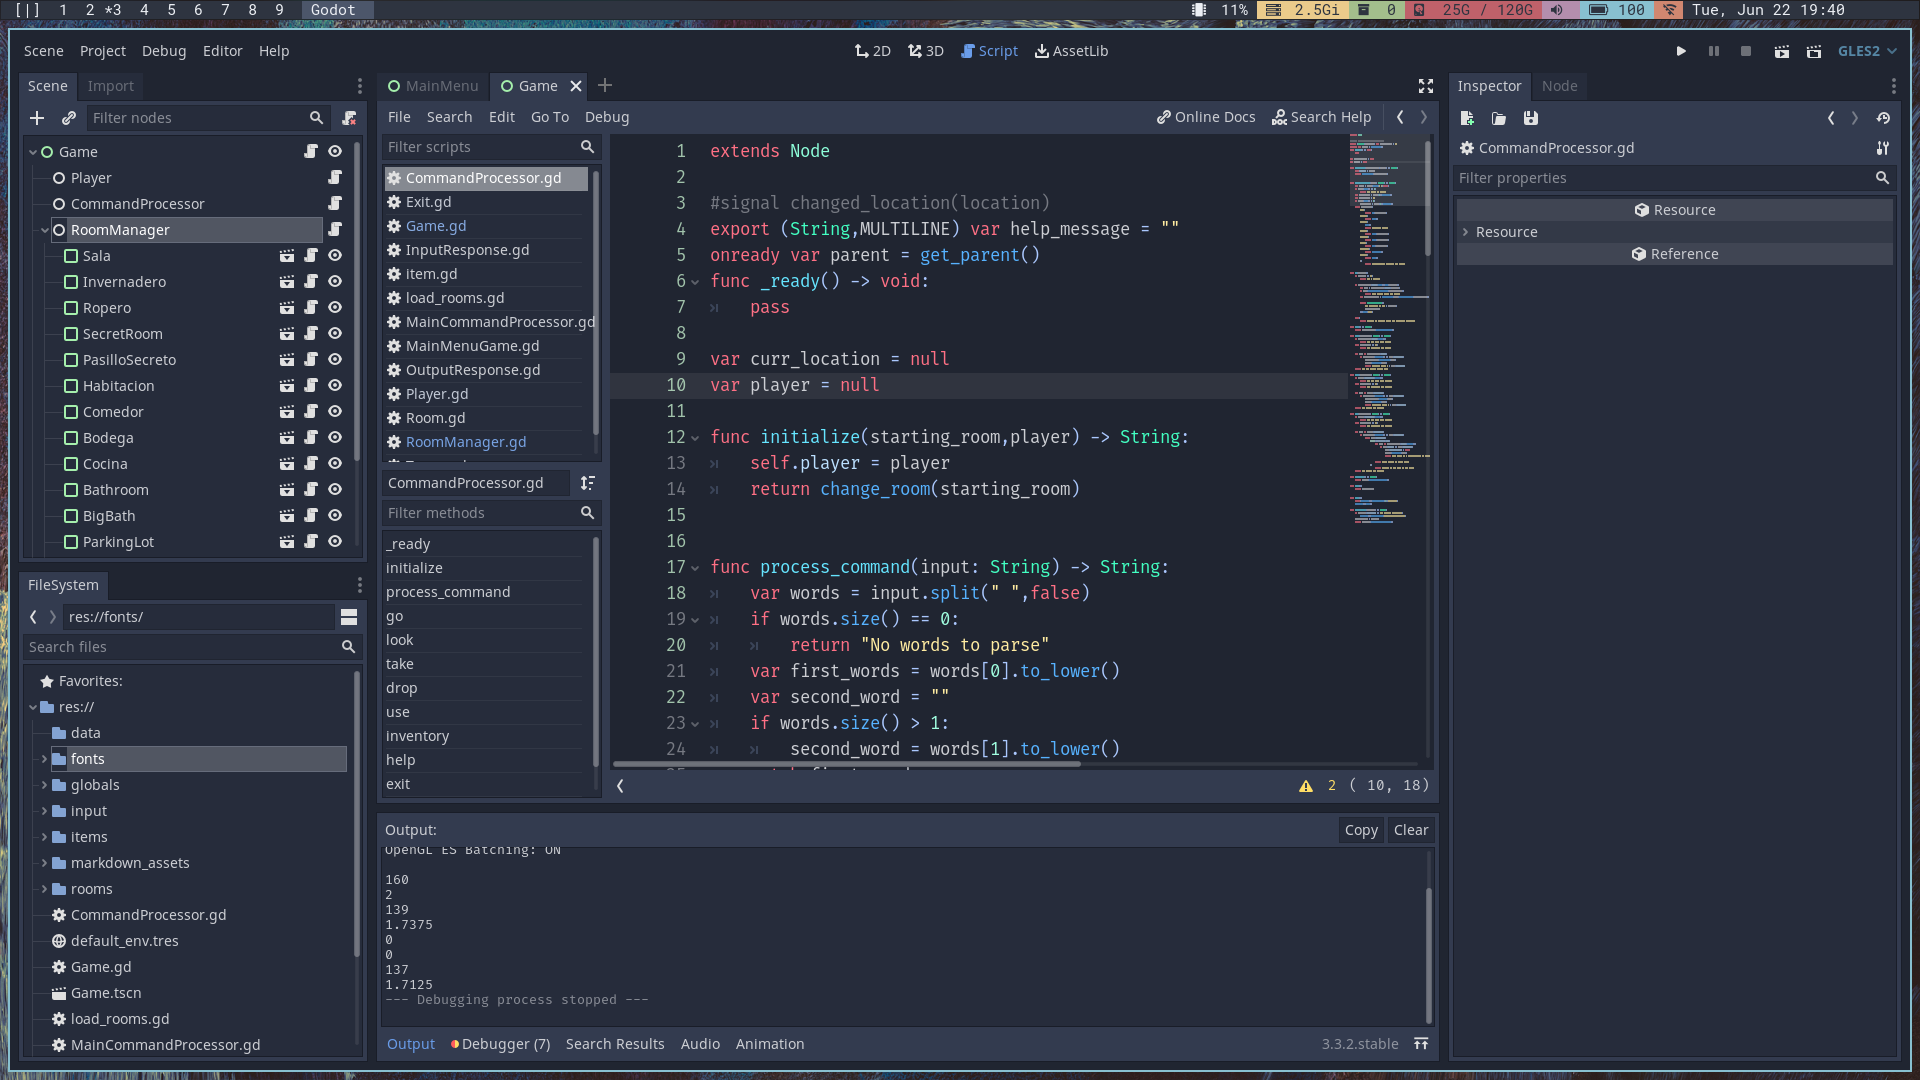 [|] 1 2 *3 4 5 6 7 8 9 Godot 11% 2.5Gi 0 25G / 120G 100 Tue, Jun 22 19:40
Scene Project Debug Editor Help 2D 3D Script AssetLib GLES2
Scene Import
Filter nodes
Game
Player
CommandProcessor
RoomManager
Sala
Invernadero
Ropero
SecretRoom
PasilloSecreto
Habitacion
Comedor
Bodega
Cocina
Bathroom
BigBath
ParkingLot
FileSystem
res://fonts/
Search files
Favorites:
res://
data
fonts
globals
input
items
markdown_assets
rooms
CommandProcessor.gd
default_env.tres
Game.gd
Game.tscn
load_rooms.gd
MainCommandProcessor.gd
MainMenu Game
File Search Edit Go To Debug Online Docs Search Help
Filter scripts
CommandProcessor.gd
Exit.gd
Game.gd
InputResponse.gd
item.gd
load_rooms.gd
MainCommandProcessor.gd
MainMenuGame.gd
OutputResponse.gd
Player.gd
Room.gd
RoomManager.gd
CommandProcessor.gd
Filter methods
_ready
initialize
process_command
go
look
take
drop
use
inventory
help
exit
1 extends Node
2
3 #signal changed_location(location)
4 export (String,MULTILINE) var help_message = ""
5 onready var parent = get_parent()
6 func _ready() -> void:
7 pass
8
9 var curr_location = null
10 var player = null
11
12 func initialize(starting_room,player) -> String:
13 self.player = player
14 return change_room(starting_room)
15
16
17 func process_command(input: String) -> String:
18 var words = input.split(" ",false)
19 if words.size() == 0:
20 return "No words to parse"
21 var first_words = words[0].to_lower()
22 var second_word = ""
23 if words.size() > 1:
24 second_word = words[1].to_lower()
2 ( 10, 18)
Output: Copy Clear
OpenGL ES Batching: ON
160
2
139
1.7375
0
0
137
1.7125
--- Debugging process stopped ---
Output Debugger (7) Search Results Audio Animation 3.3.2.stable
Inspector Node
CommandProcessor.gd
Filter properties
Resource
Resource
Reference